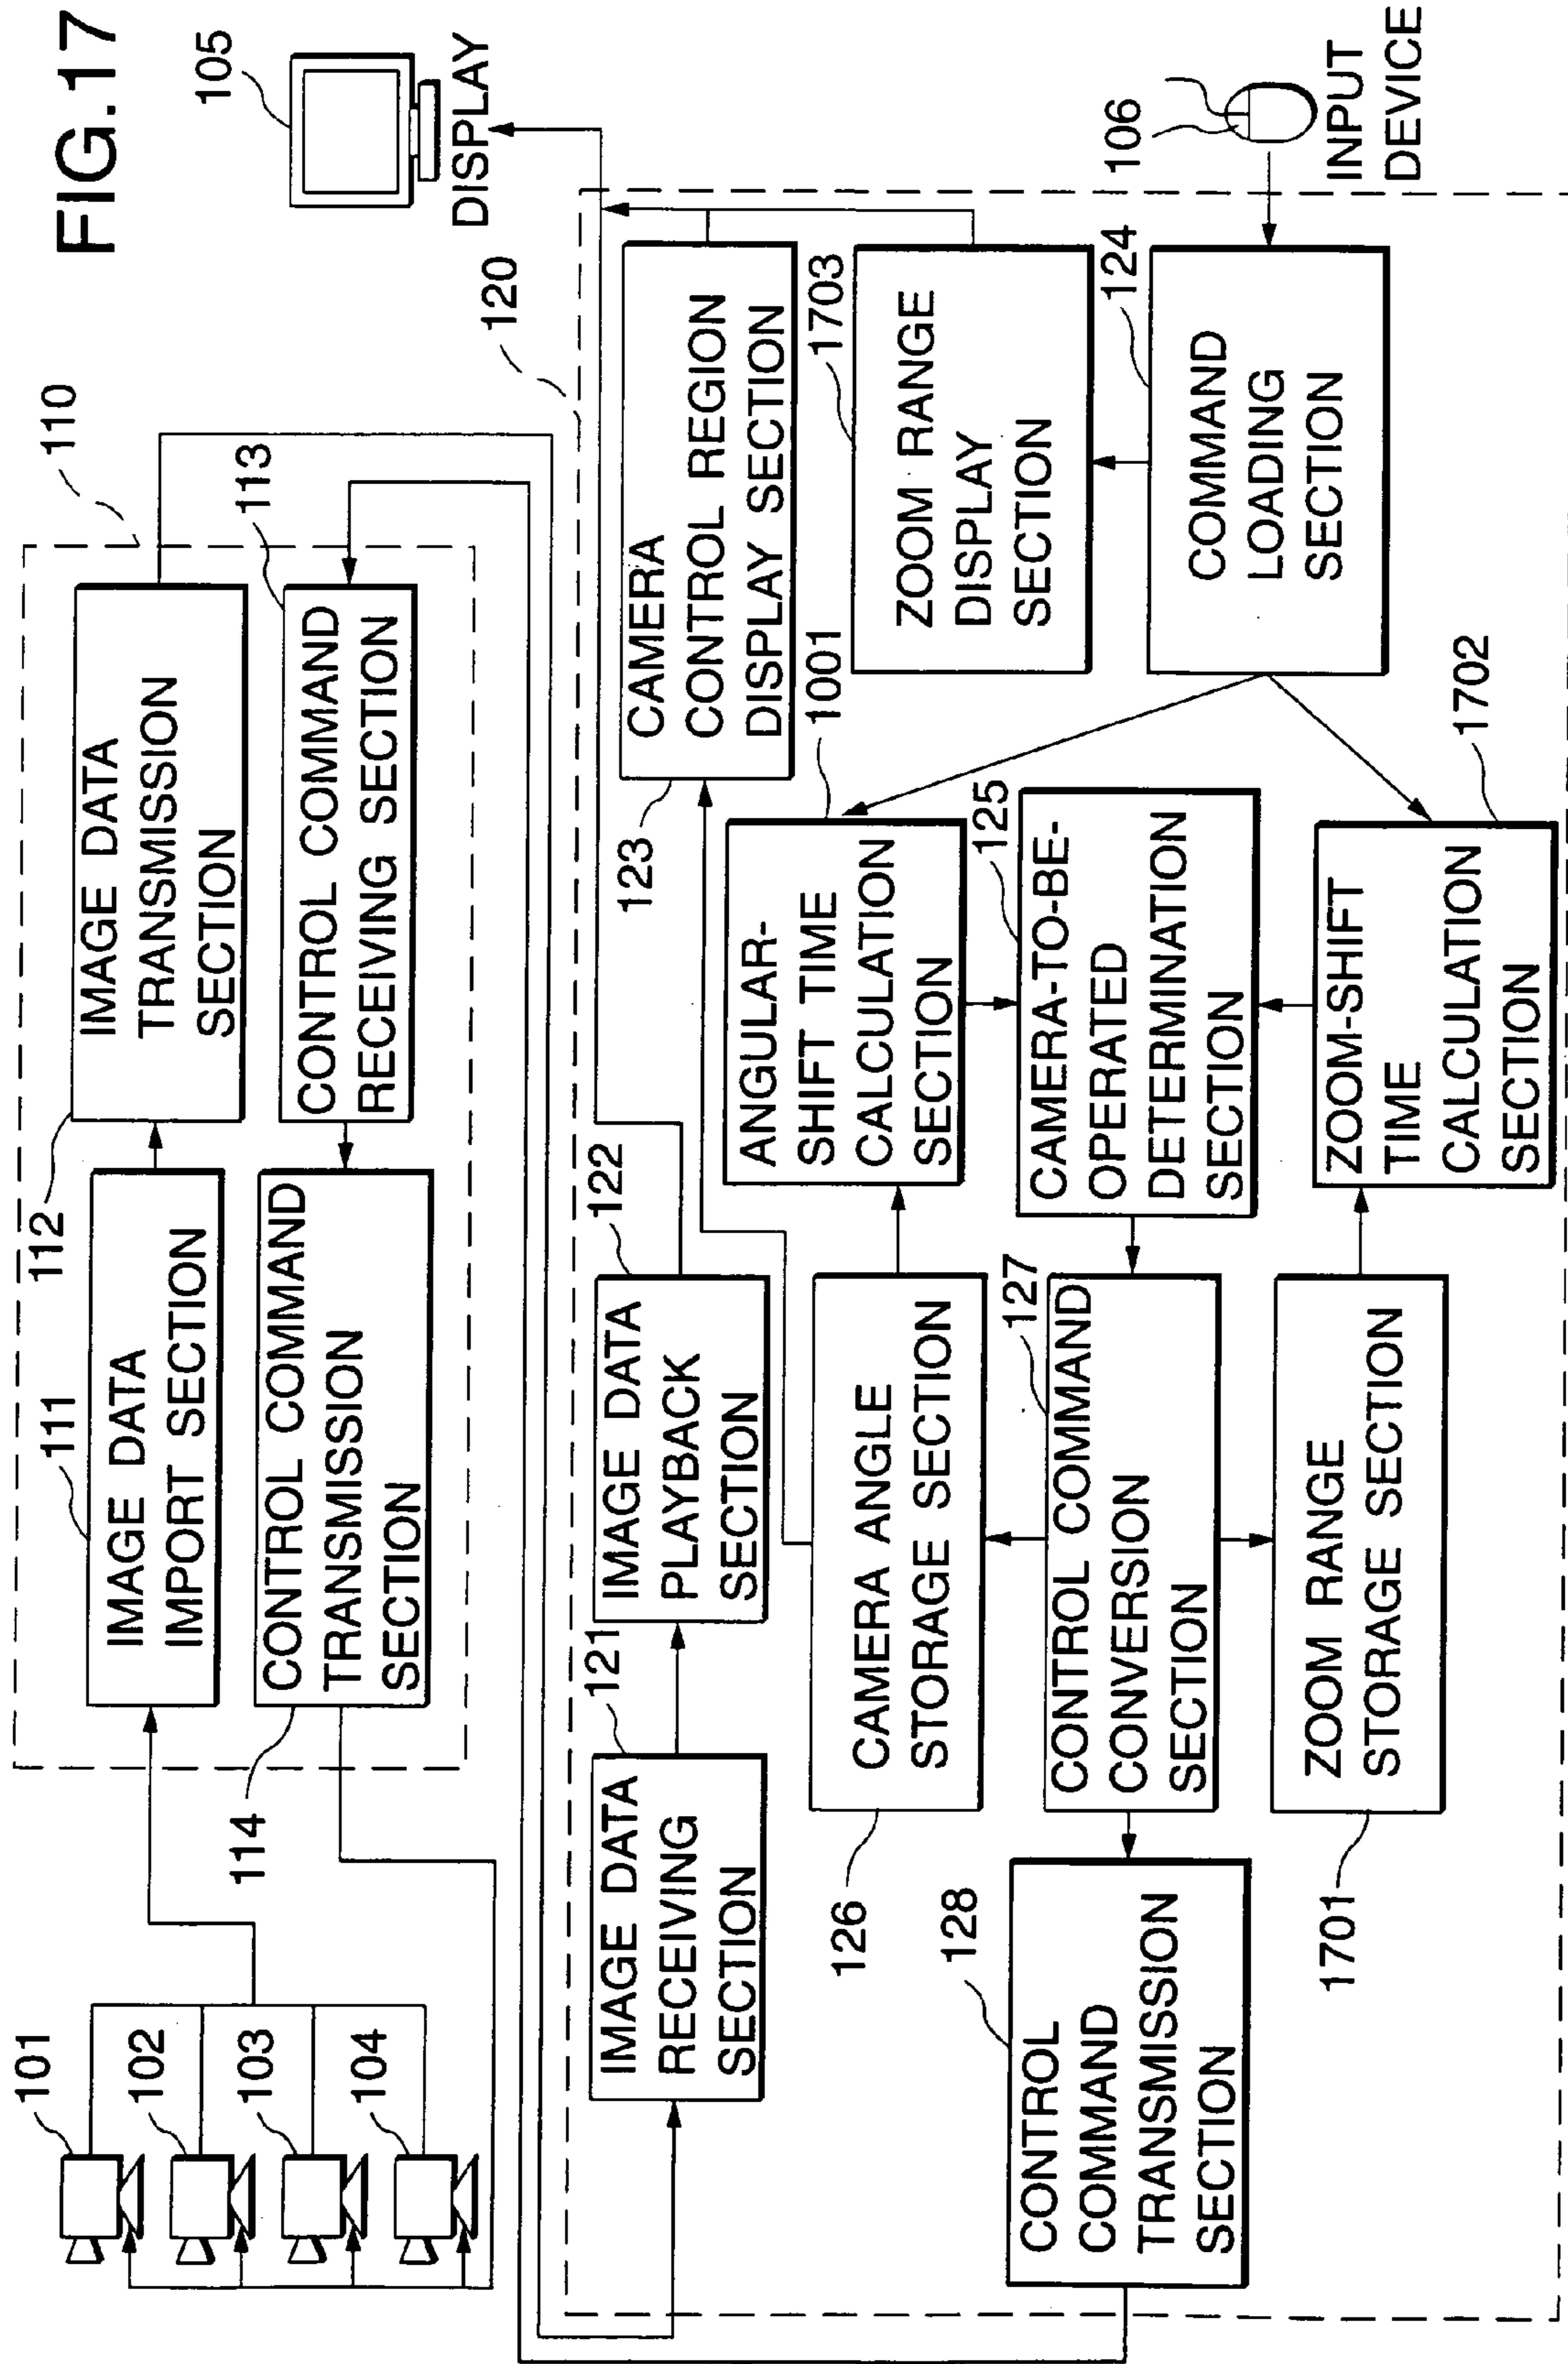 FIG.17
101
102
103
104
110
111
IMAGE DATA
IMPORT SECTION
112
IMAGE DATA
TRANSMISSION
SECTION
113
CONTROL COMMAND
RECEIVING SECTION
114
CONTROL COMMAND
TRANSMISSION
SECTION
105
DISPLAY
120
121
IMAGE DATA
RECEIVING
SECTION
122
IMAGE DATA
PLAYBACK
SECTION
123
CAMERA
CONTROL REGION
DISPLAY SECTION
126
CAMERA ANGLE
STORAGE SECTION
1001
ANGULAR-
SHIFT TIME
CALCULATION
SECTION
1703
ZOOM RANGE
DISPLAY
SECTION
128
CONTROL
COMMAND
TRANSMISSION
SECTION
127
CONTROL COMMAND
CONVERSION
SECTION
125
CAMERA-TO-BE-
OPERATED
DETERMINATION
SECTION
124
COMMAND
LOADING
SECTION
106
INPUT
DEVICE
1701
ZOOM RANGE
STORAGE SECTION
1702
ZOOM-SHIFT
TIME
CALCULATION
SECTION